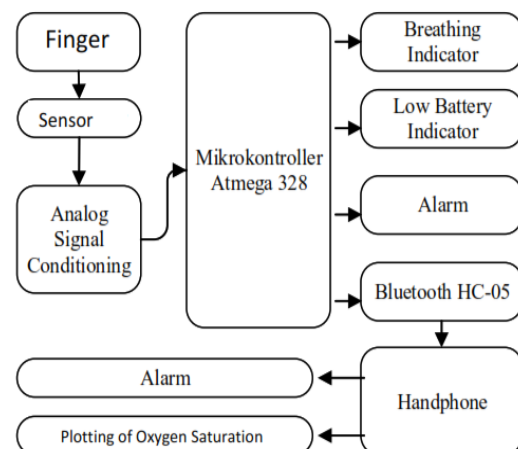 Finger
Sensor
Analog
Signal
Conditioning
Mikrokontroller
Atmega 328
Breathing
Indicator
Low Battery
Indicator
Alarm
Bluetooth HC-05
Handphone
Alarm
Plotting of Oxygen Saturation